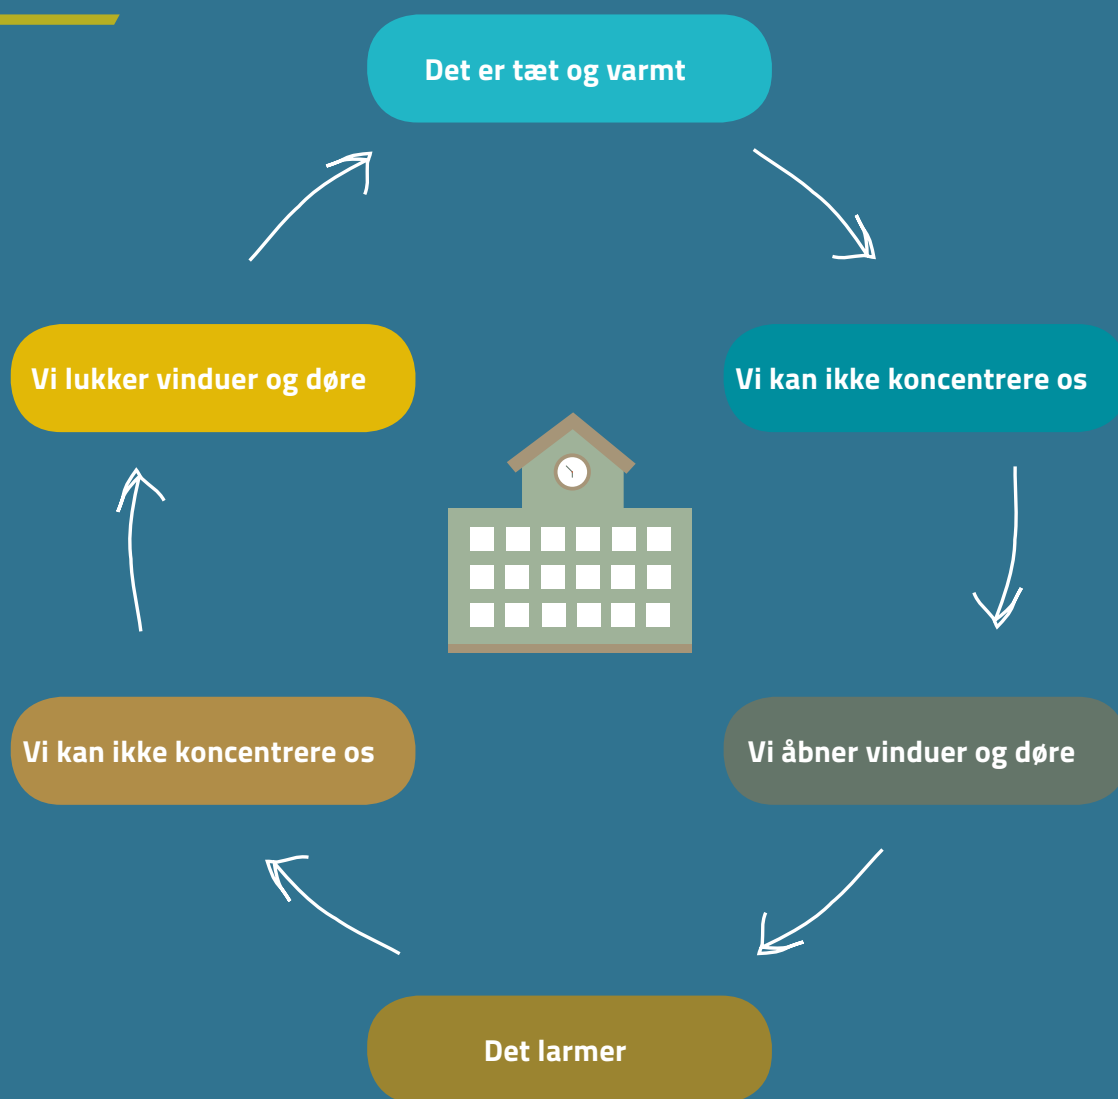 Det er tæt og varmt
Vi kan ikke koncentrere os
Vi åbner vinduer og døre
Det larmer
Vi kan ikke koncentrere os
Vi lukker vinduer og døre